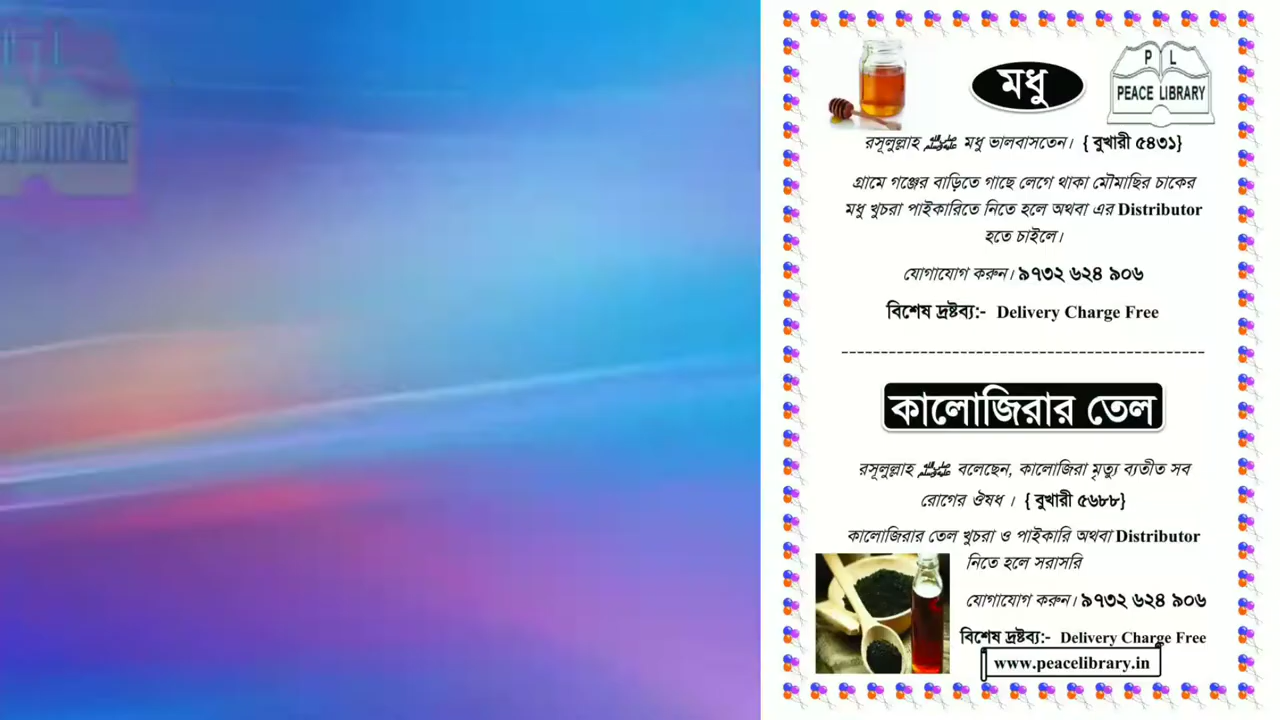 মধু
P L
PEACE LIBRARY
রসূলুল্লাহ ﷺ মধু ভালবাসতেন। { বুখারী ৫৪৩১}
গ্রামে গঞ্জের বাড়িতে গাছে লেগে থাকা মৌমাছির চাকের
মধু খুচরা পাইকারিতে নিতে হলে অথবা এর Distributor
হতে চাইলে।
যোগাযোগ করুন। ৯৭৩২ ৬২৪ ৯০৬
বিশেষ দ্রষ্টব্য:- Delivery Charge Free
কালোজিরার তেল
রসূলুল্লাহ ﷺ বলেছেন, কালোজিরা মৃত্যু ব্যতীত সব
রোগের ঔষধ । { বুখারী ৫৬৮৮}
কালোজিরার তেল খুচরা ও পাইকারি অথবা Distributor
নিতে হলে সরাসরি
যোগাযোগ করুন। ৯৭৩২ ৬২৪ ৯০৬
বিশেষ দ্রষ্টব্য:- Delivery Charge Free
www.peacelibrary.in